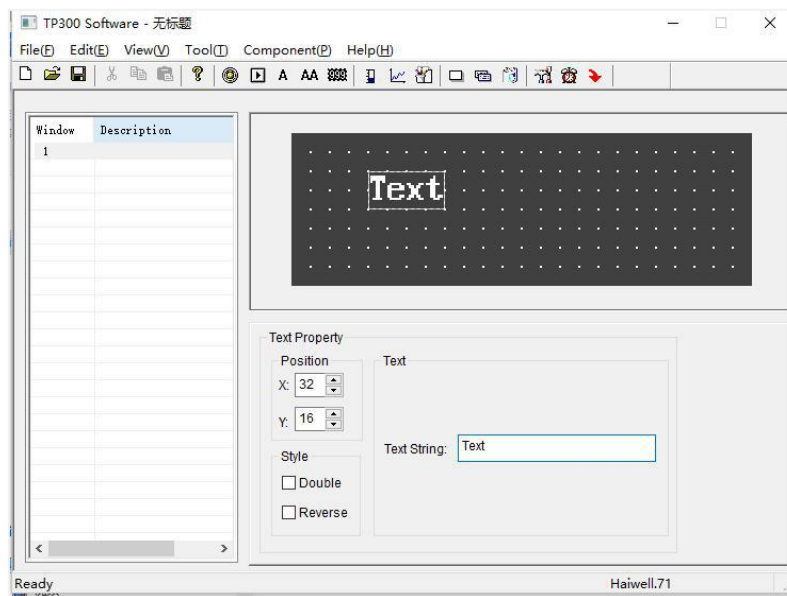 TP300 Software - 无标题
File(F) Edit(E) View(V) Tool(T) Component(P) Help(H)
A AA
Window Description
1
Text
Text Property
Position
X: 32
Y: 16
Style
Double
Reverse
Text
Text String: Text
Ready Haiwell.71